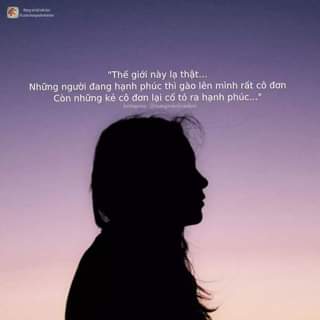 "Thế giới này lạ thật...
Những người đang hạnh phúc thì gào lên mình rất cô đơn
Còn những kẻ cô đơn lại cố tỏ ra hạnh phúc..."